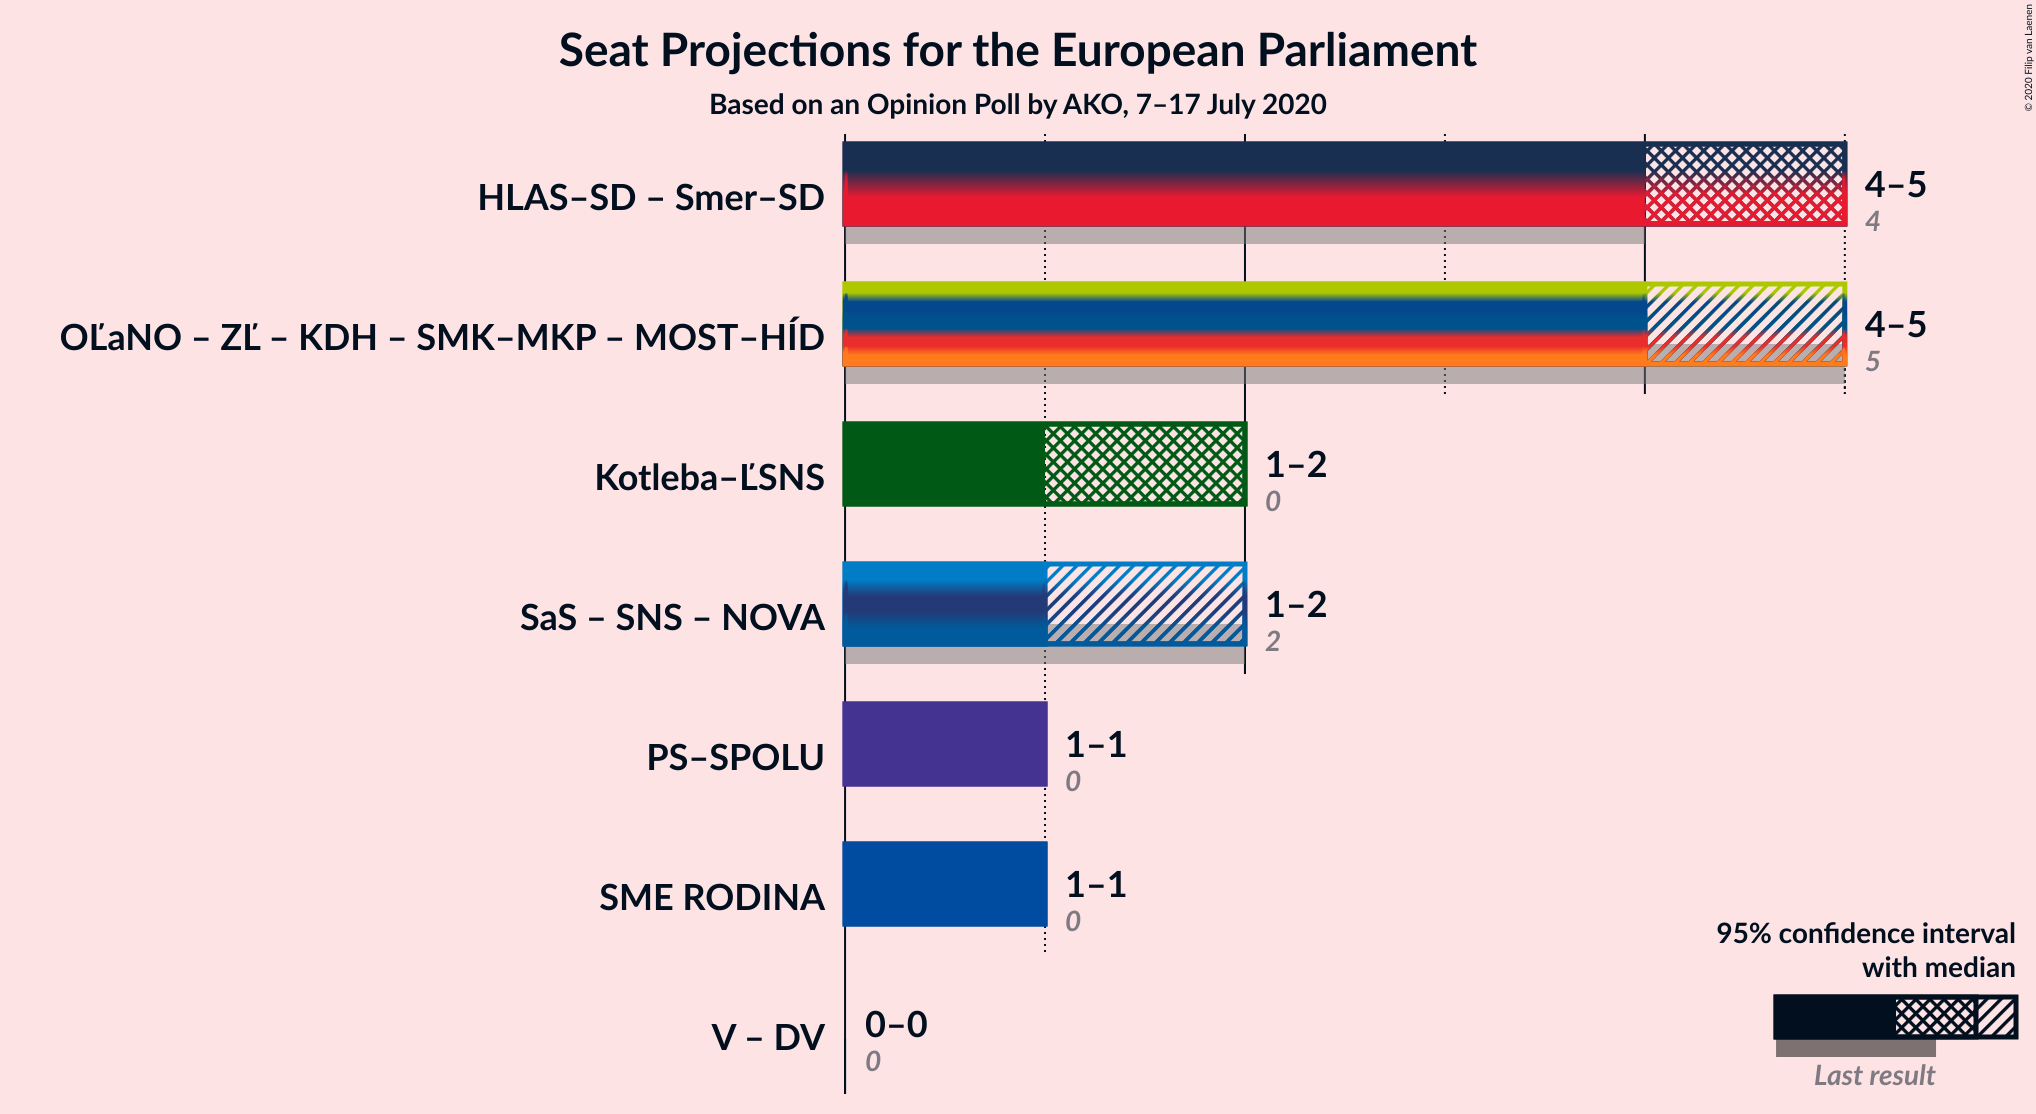 Seat Projections for the European Parliament
Based on an Opinion Poll by AKO, 7–17 July 2020
© 2020 Filip van Laenen
HLAS–SD – Smer–SD
4–5
4
OĽaNO – ZĽ – KDH – SMK–MKP – MOST–HÍD
4–5
5
Kotleba–ĽSNS
1–2
0
SaS – SNS – NOVA
1–2
2
PS–SPOLU
1–1
0
SME RODINA
1–1
0
V – DV
0–0
0
95% confidence interval
with median
Last result